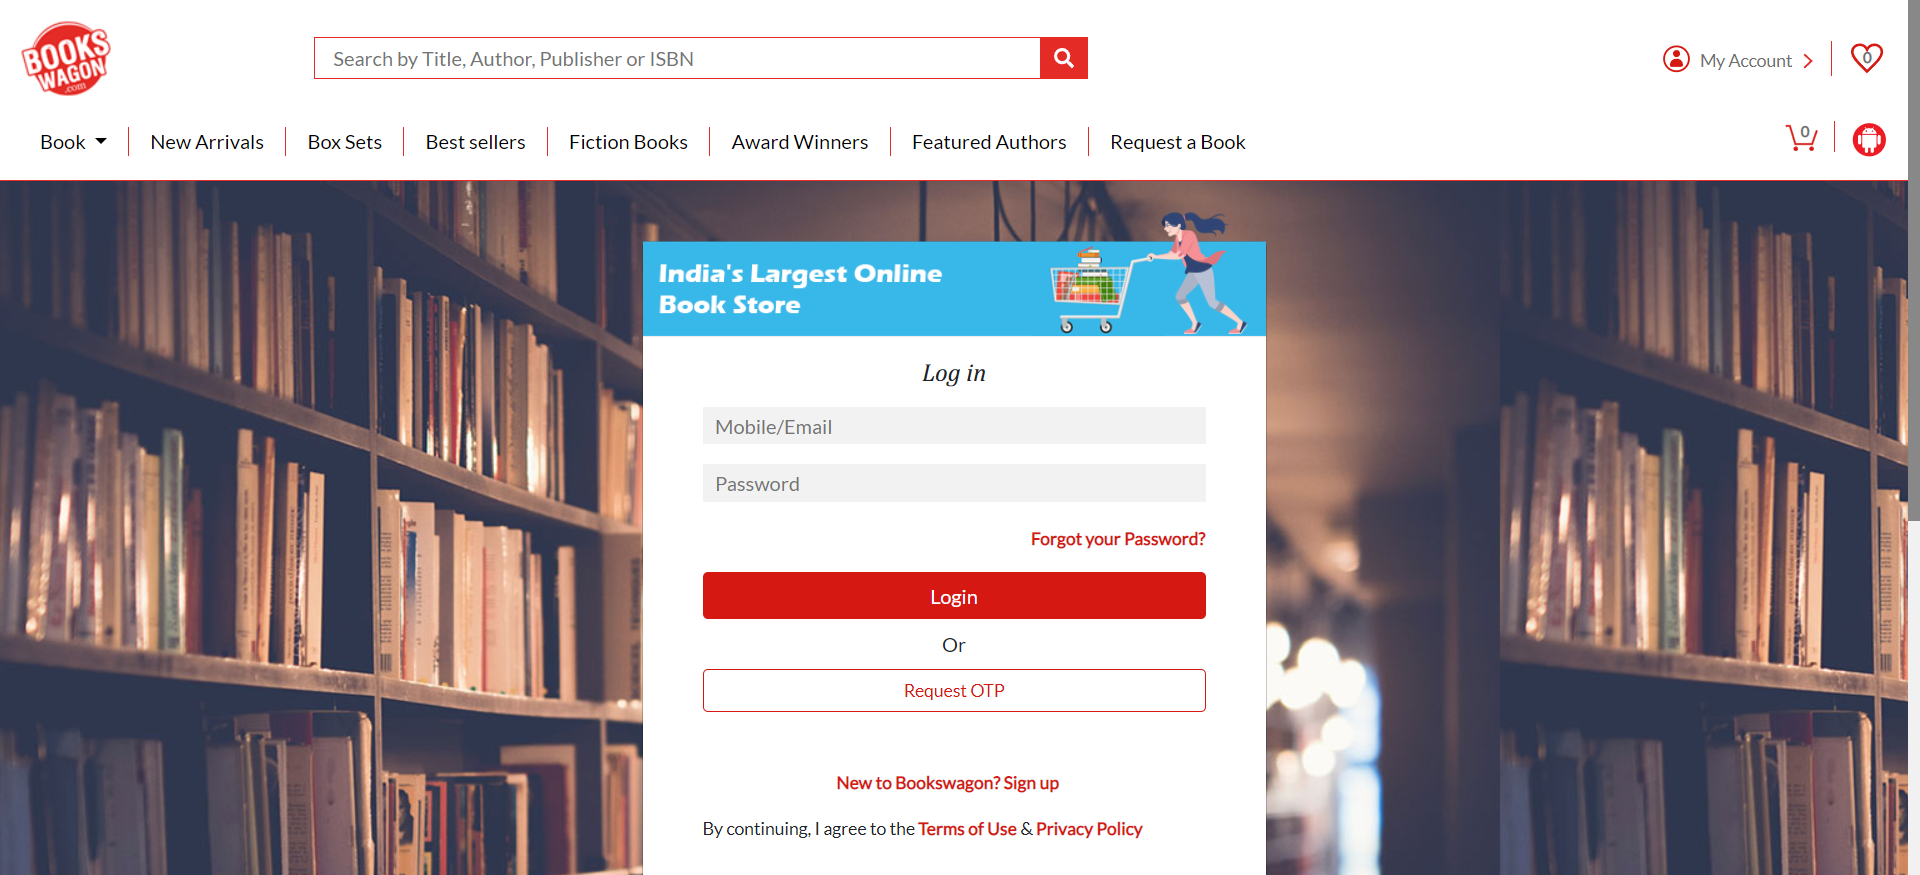 BOOKS
WAGON
.com
Search by Title, Author, Publisher or ISBN
My Account
0
Book
New Arrivals
Box Sets
Best sellers
Fiction Books
Award Winners
Featured Authors
Request a Book
0
India's Largest Online
Book Store
Log in
Mobile/Email
Password
Forgot your Password?
Login
Or
Request OTP
New to Bookswagon? Sign up
By continuing, I agree to the Terms of Use & Privacy Policy